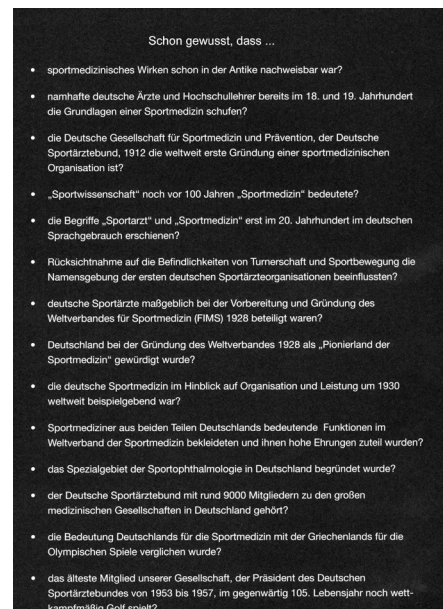 Schon gewusst, dass ...
• sportmedizinisches Wirken schon in der Antike nachweisbar war?
• namhafte deutsche Ärzte und Hochschullehrer bereits im 18. und 19. Jahrhundert
die Grundlagen einer Sportmedizin schufen?
• die Deutsche Gesellschaft für Sportmedizin und Prävention, der Deutsche
Sportärztebund, 1912 die weltweit erste Gründung einer sportmedizinischen
Organisation ist?
• „Sportwissenschaft“ noch vor 100 Jahren „Sportmedizin“ bedeutete?
• die Begriffe „Sportarzt“ und „Sportmedizin“ erst im 20. Jahrhundert im deutschen
Sprachgebrauch erschienen?
• Rücksichtnahme auf die Befindlichkeiten von Turnerschaft und Sportbewegung die
Namensgebung der ersten deutschen Sportärzteorganisationen beeinflussten?
• deutsche Sportärzte maßgeblich bei der Vorbereitung und Gründung des
Weltverbandes für Sportmedizin (FIMS) 1928 beteiligt waren?
• Deutschland bei der Gründung des Weltverbandes 1928 als „Pionierland der
Sportmedizin“ gewürdigt wurde?
• die deutsche Sportmedizin im Hinblick auf Organisation und Leistung um 1930
weltweit beispielgebend war?
• Sportmediziner aus beiden Teilen Deutschlands bedeutende Funktionen im
Weltverband der Sportmedizin bekleideten und ihnen hohe Ehrungen zuteil wurden?
• das Spezialgebiet der Sportophthalmologie in Deutschland begründet wurde?
• der Deutsche Sportärztebund mit rund 9000 Mitgliedern zu den großen
medizinischen Gesellschaften in Deutschland gehört?
• die Bedeutung Deutschlands für die Sportmedizin mit der Griechenlands für die
Olympischen Spiele verglichen wurde?
• das älteste Mitglied unserer Gesellschaft, der Präsident des Deutschen
Sportärztebundes von 1953 bis 1957, im gegenwärtig 105. Lebensjahr noch wett-
kampfmäßig Golf spielt?